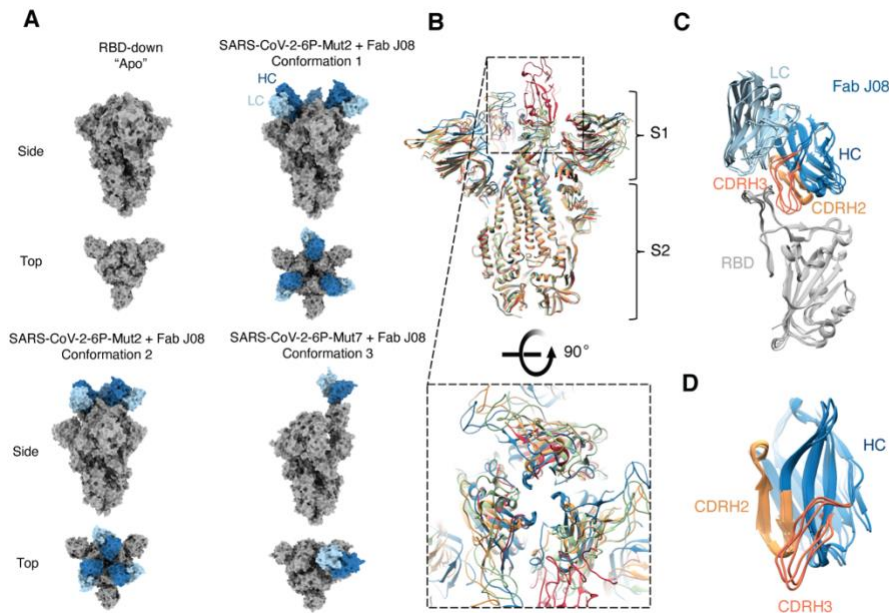 A
RBD-down
“Apo”
SARS-CoV-2-6P-Mut2 + Fab J08
Conformation 1
HC
LC
Side
Top
SARS-CoV-2-6P-Mut2 + Fab J08
Conformation 2
SARS-CoV-2-6P-Mut7 + Fab J08
Conformation 3
Side
Top
B
S1
S2
90°
C
LC
Fab J08
HC
CDRH3
CDRH2
RBD
D
HC
CDRH2
CDRH3